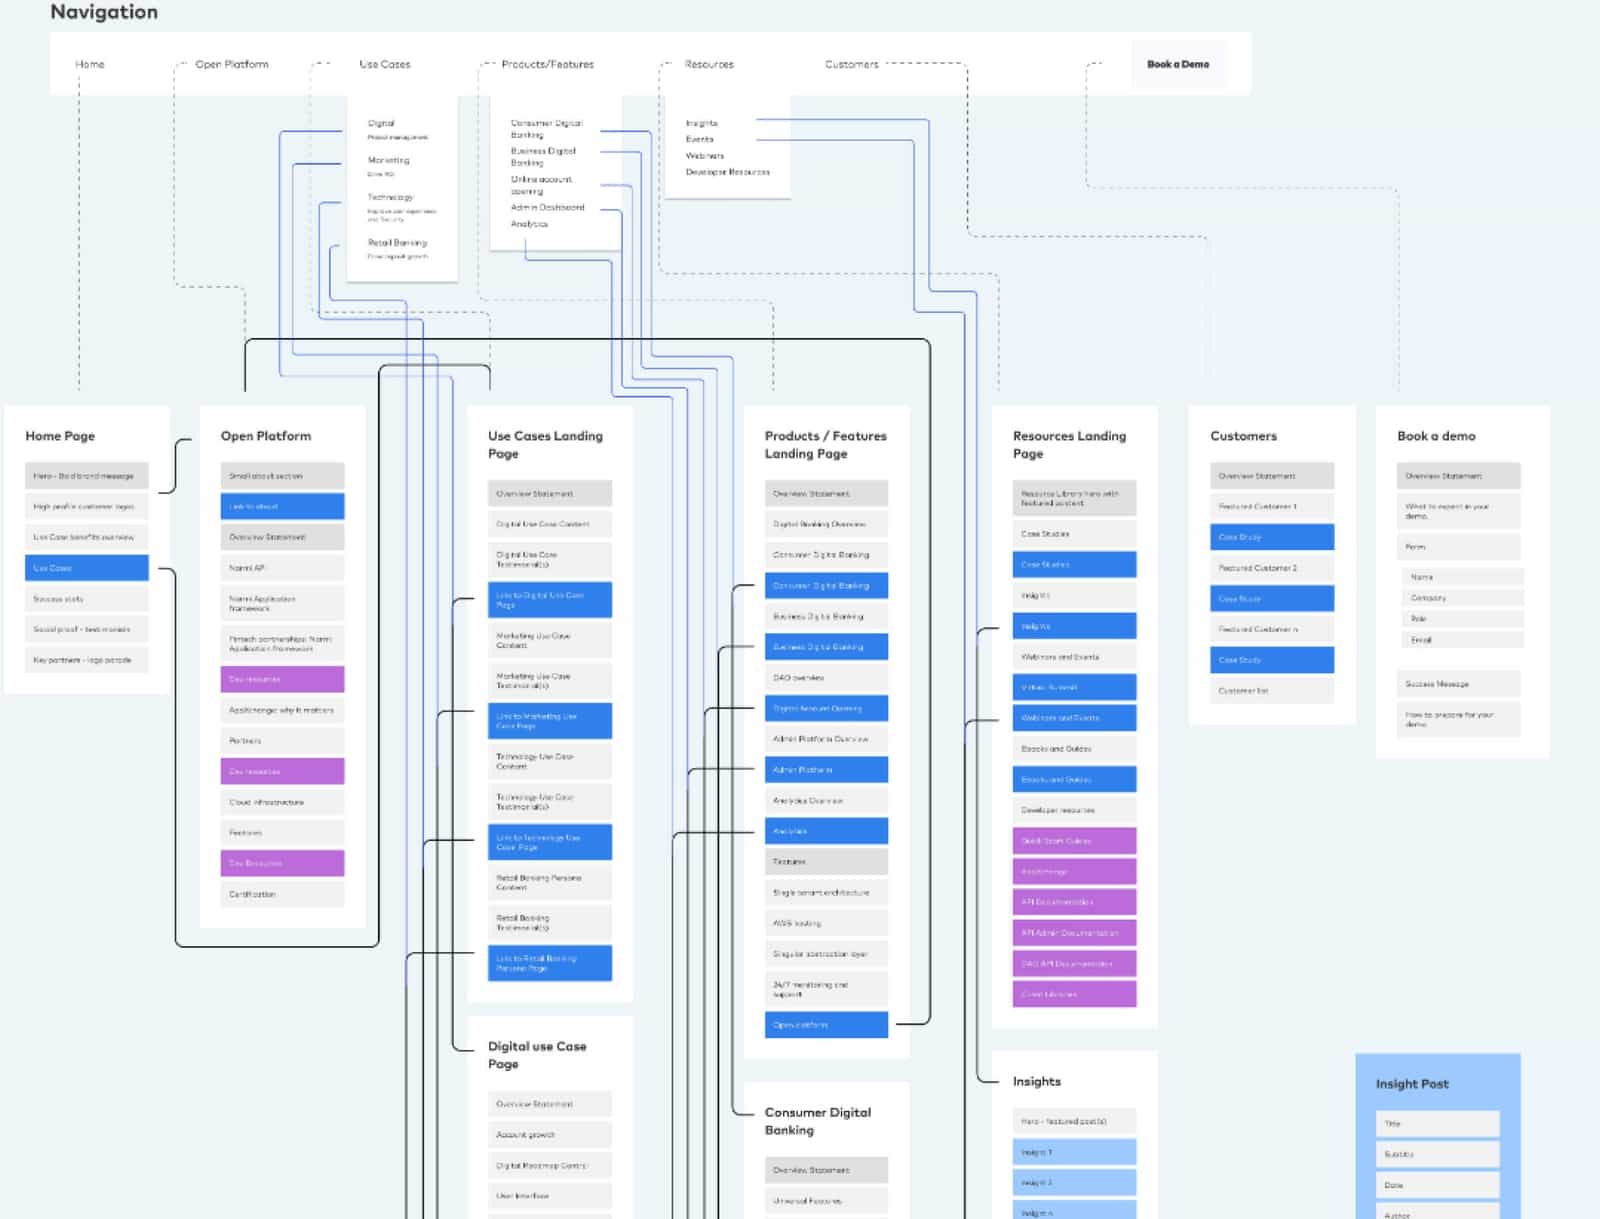 Navigation
Home
Open Platform
Use Cases
Products/Features
Resources
Customers
Book a Demo
Digital
Project management
Marketing
Drive ROI
Technology
Improve user experience
and Security
Retail Banking
Grow deposit growth
Consumer Digital
Banking
Business Digital
Banking
Online account
opening
Admin Dashboard
Analytics
Insights
Events
Webinars
Developer Resources
Home Page
Hero - Bold brand message
High profile customer logos
Use Case benefits overview
Use Cases
Success stats
Social proof - testimonials
Key partners - logo parade
Open Platform
Small about section
Link to about
Overview Statement
Narmi API
Narmi Application
framework
Fintech partnerships: Narmi
Application framework
Dev resources
AppXchange: why it matters
Partners
Dev resources
Cloud infrastructure
Features
Dev Resources
Certification
Use Cases Landing
Page
Overview Statement
Digital Use Case Content
Digital Use Case
Testimonial(s)
Link to Digital Use Case
Page
Marketing Use Case
Content
Marketing Use Case
Testimonial(s)
Link to Marketing Use
Case Page
Technology Use Case
Content
Technology Use Case
Testimonial(s)
Link to Technology Use
Case Page
Retail Banking Persona
Content
Retail Banking
Testimonial(s)
Link to Retail Banking
Persona Page
Digital use Case
Page
Overview Statement
Account growth
Digital Roadmap Control
User Interface
Products / Features
Landing Page
Overview Statement
Digital Banking Overview
Consumer Digital Banking
Consumer Digital Banking
Business Digital Banking
Business Digital Banking
DAO overview
Digital Account Opening
Admin Platform Overview
Admin Platform
Analytics Overview
Analytics
Features
Single tenant architecture
AWS hosting
Singular abstraction layer
24/7 monitoring and
support
Open platform
Consumer Digital
Banking
Overview Statement
Universal Features
Resources Landing
Page
Resource Library hero with
featured content
Case Studies
Case Studies
Insights
Insights
Webinars and Events
Virtual Summit
Webinars and Events
Ebooks and Guides
Ebooks and Guides
Developer resources
Quick Start Guides
AppXchange
API Documentation
API Admin Documentation
DAO API Documentation
Client Libraries
Insights
Hero - featured post(s)
Insight 1
Insight 2
Insight n
Customers
Overview Statement
Featured Customer 1
Case Study
Featured Customer 2
Case Study
Featured Customer n
Case Study
Customer list
Book a demo
Overview Statement
What to expect in your
demo.
Form
Name
Company
Role
Email
Success Message
How to prepare for your
demo
Insight Post
Title
Subtitle
Date
Author